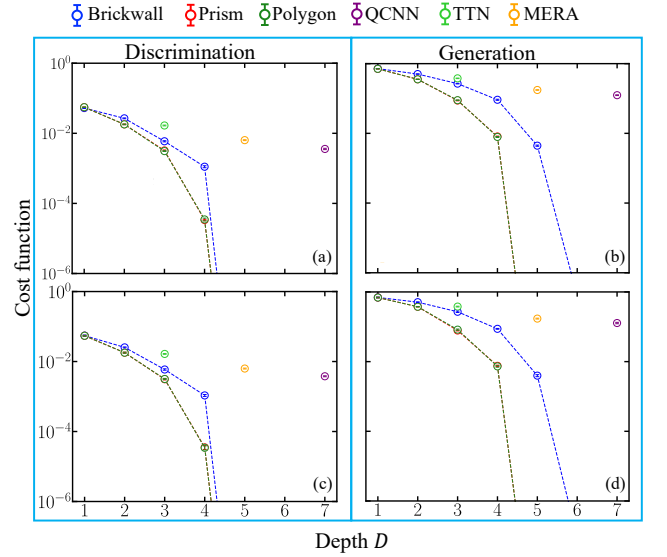 Brickwall Prism Polygon QCNN TTN MERA
Discrimination Generation
10^0
10^-2
10^-4
10^-6
(a) (b)
10^0
10^-2
10^-4
10^-6
(c) (d)
Cost function
1 2 3 4 5 6 7 1 2 3 4 5 6 7
Depth D